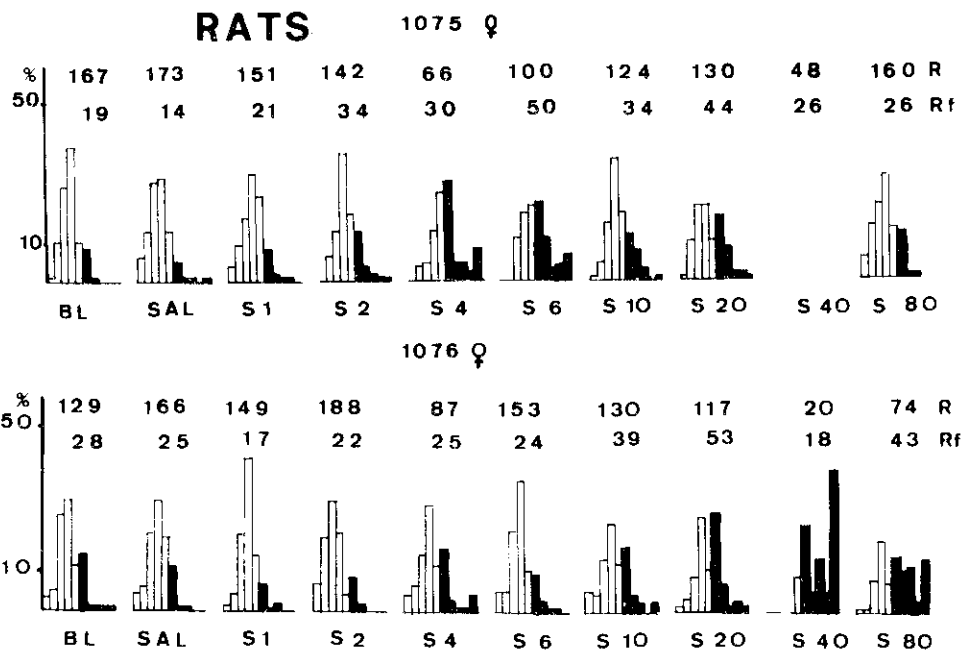 RATS 1075 ♀
% 167 173 151 142 66 100 124 130 48 160 R
50 19 14 21 34 30 50 34 44 26 26 Rf
10
BL SAL S1 S2 S4 S6 S10 S20 S40 S80
1076 ♀
% 129 166 149 188 87 153 130 117 20 74 R
50 28 25 17 22 25 24 39 53 18 43 Rf
10
BL SAL S1 S2 S4 S6 S10 S20 S40 S80